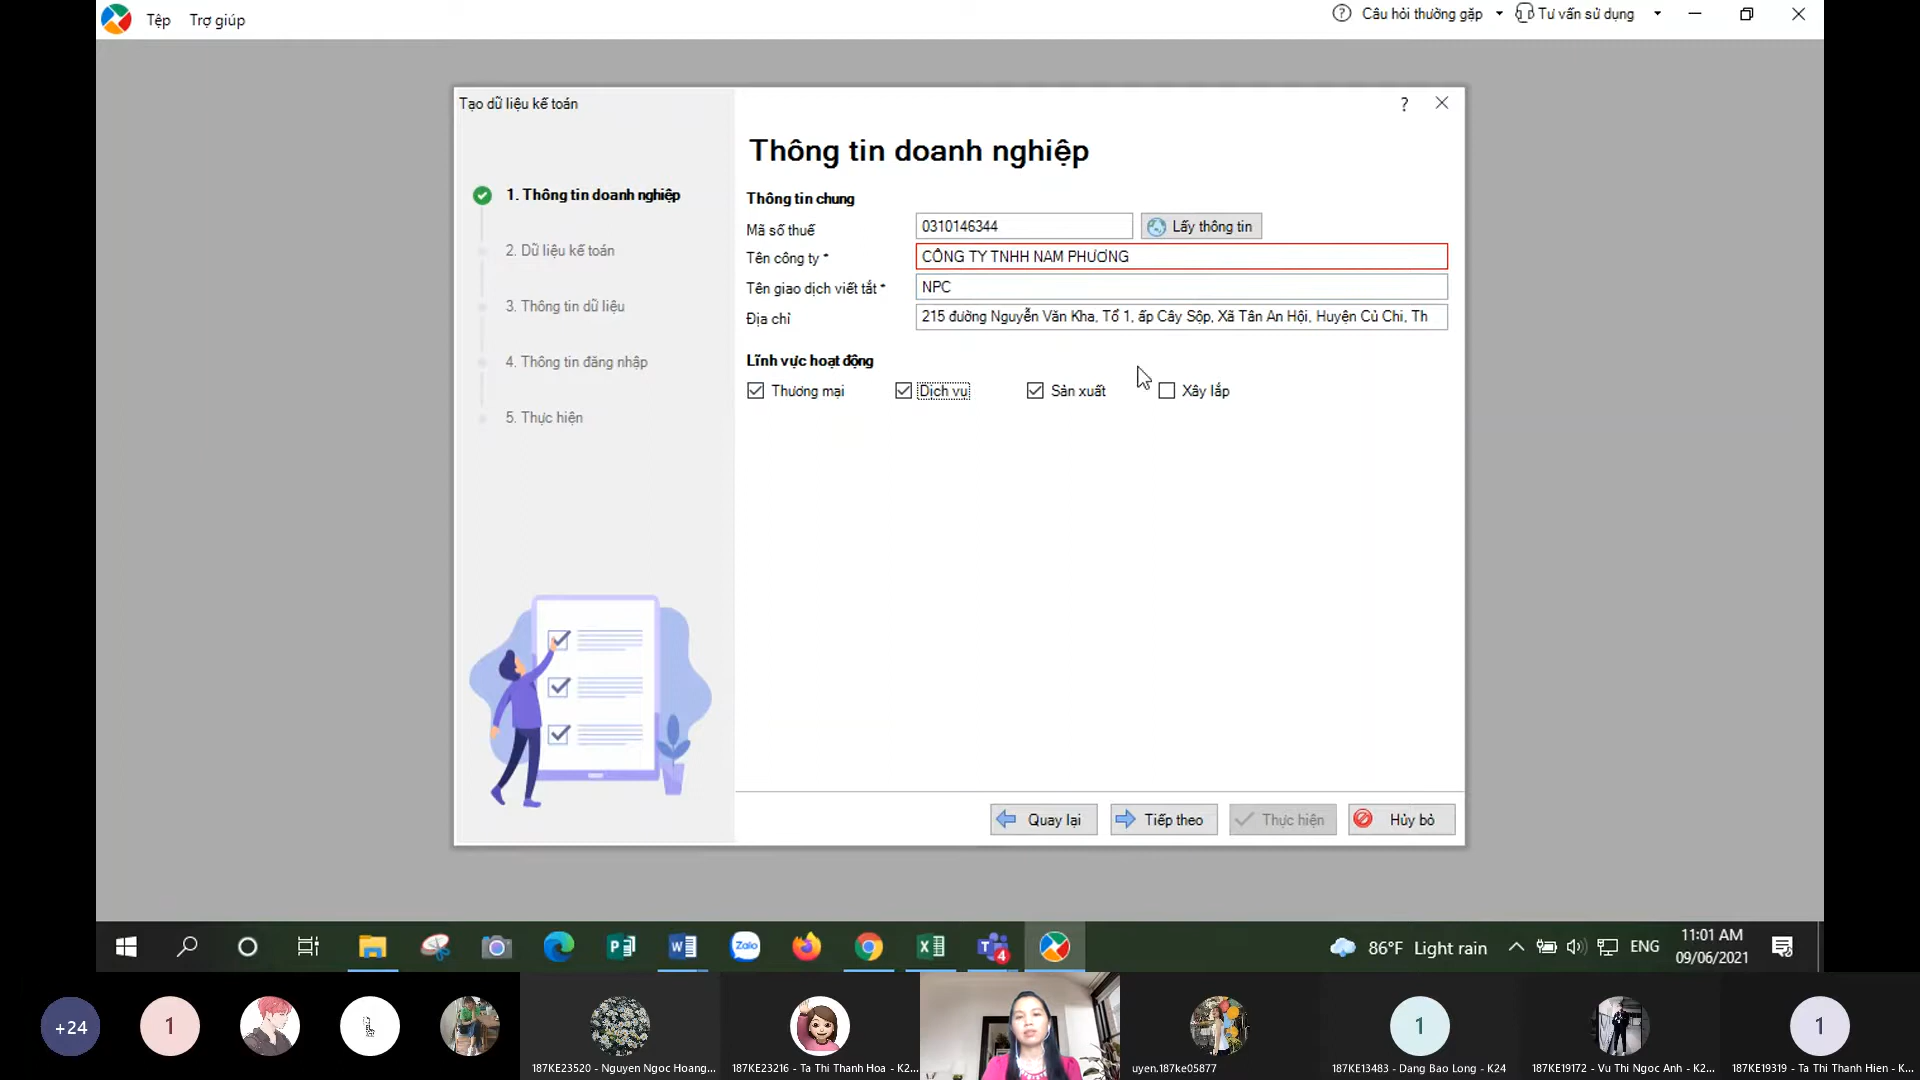 Tệp Trợ giúp
Câu hỏi thường gặp Tư vấn sử dụng
Tạo dữ liệu kế toán
?
Thông tin doanh nghiệp
1. Thông tin doanh nghiệp
2. Dữ liệu kế toán
3. Thông tin dữ liệu
4. Thông tin đăng nhập
5. Thực hiện
Thông tin chung
Mã số thuế 0310146344 Lấy thông tin
Tên công ty * CÔNG TY TNHH NAM PHƯƠNG
Tên giao dịch viết tắt * NPC
Địa chỉ 215 đường Nguyễn Văn Kha, Tổ 1, ấp Cây Sộp, Xã Tân An Hội, Huyện Củ Chi, Th
Lĩnh vực hoạt động
Thương mại Dịch vụ Sản xuất Xây lắp
Quay lại Tiếp theo Thực hiện Hủy bỏ
Zalo
4
86°F Light rain
ENG
11:01 AM
09/06/2021
+24
1
1
1
187KE23520 - Nguyen Ngoc Hoang...
187KE23216 - Ta Thi Thanh Hoa - K2...
uyen.187ke05877
187KE13483 - Dang Bao Long - K24
187KE19172 - Vu Thi Ngoc Anh - K2...
187KE19319 - Ta Thi Thanh Hien - K...